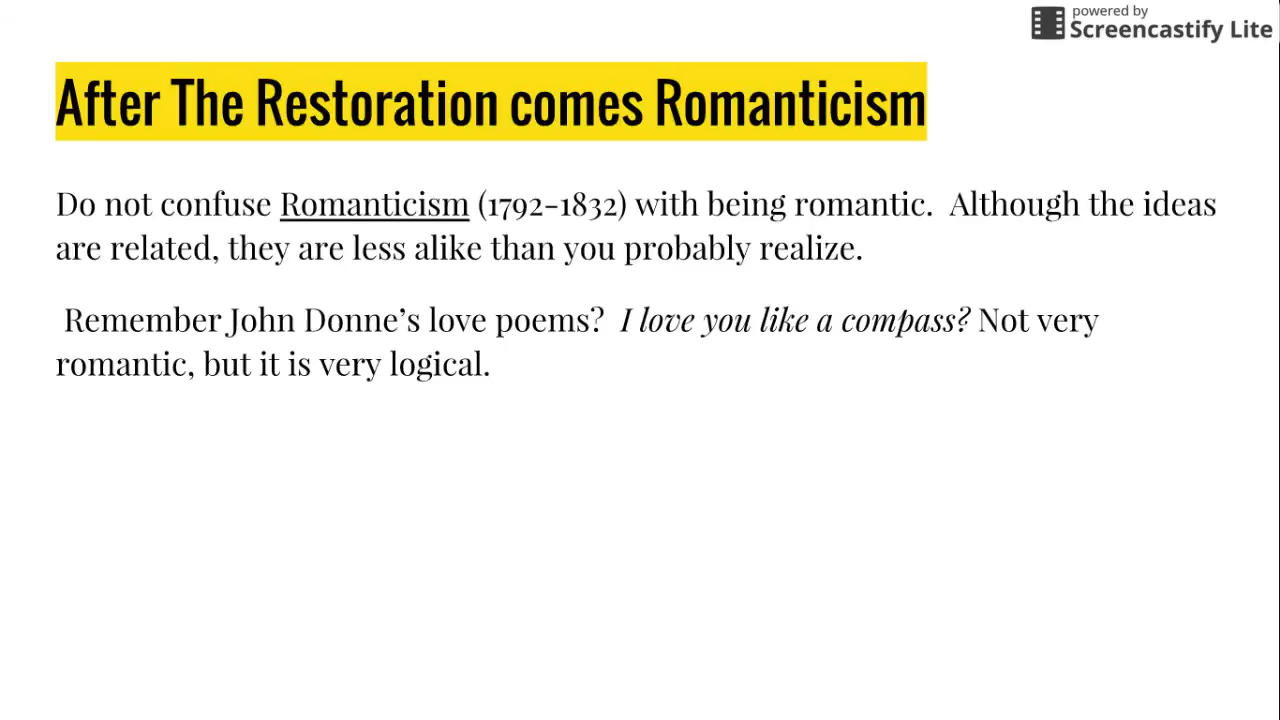 powered by
Screencastify Lite
After The Restoration comes Romanticism
Do not confuse Romanticism (1792-1832) with being romantic.  Although the ideas
are related, they are less alike than you probably realize.
Remember John Donne’s love poems?  I love you like a compass? Not very
romantic, but it is very logical.